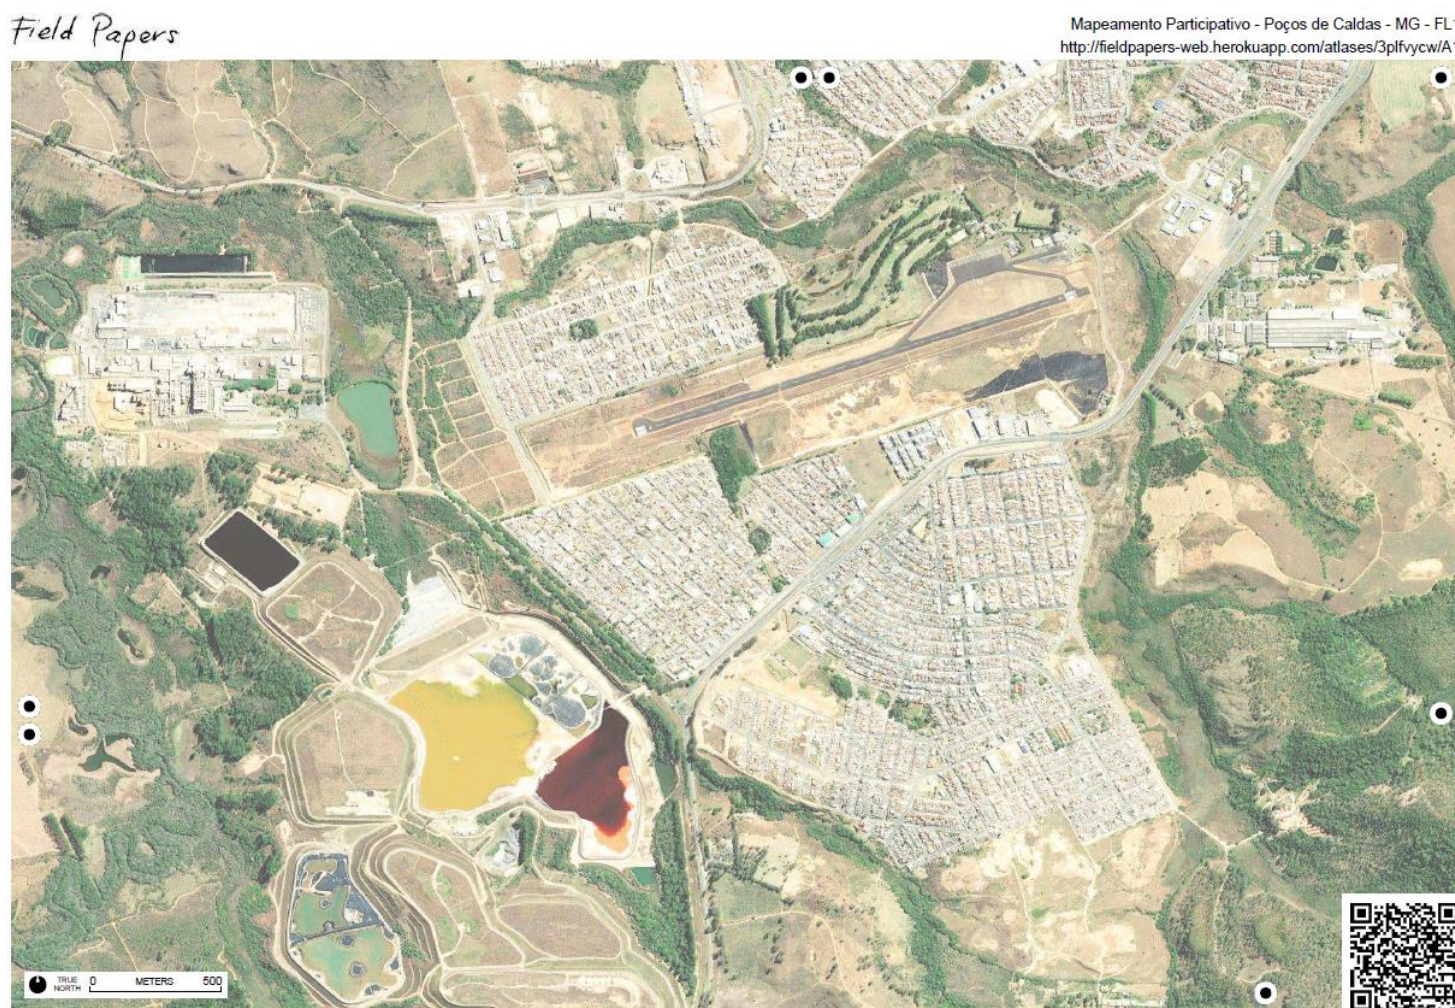 Field Papers
Mapeamento Participativo - Poços de Caldas - MG - FL1
http://fieldpapers-web.herokuapp.com/atlases/3plfvycw/A1
TRUE NORTH 0 METERS 500